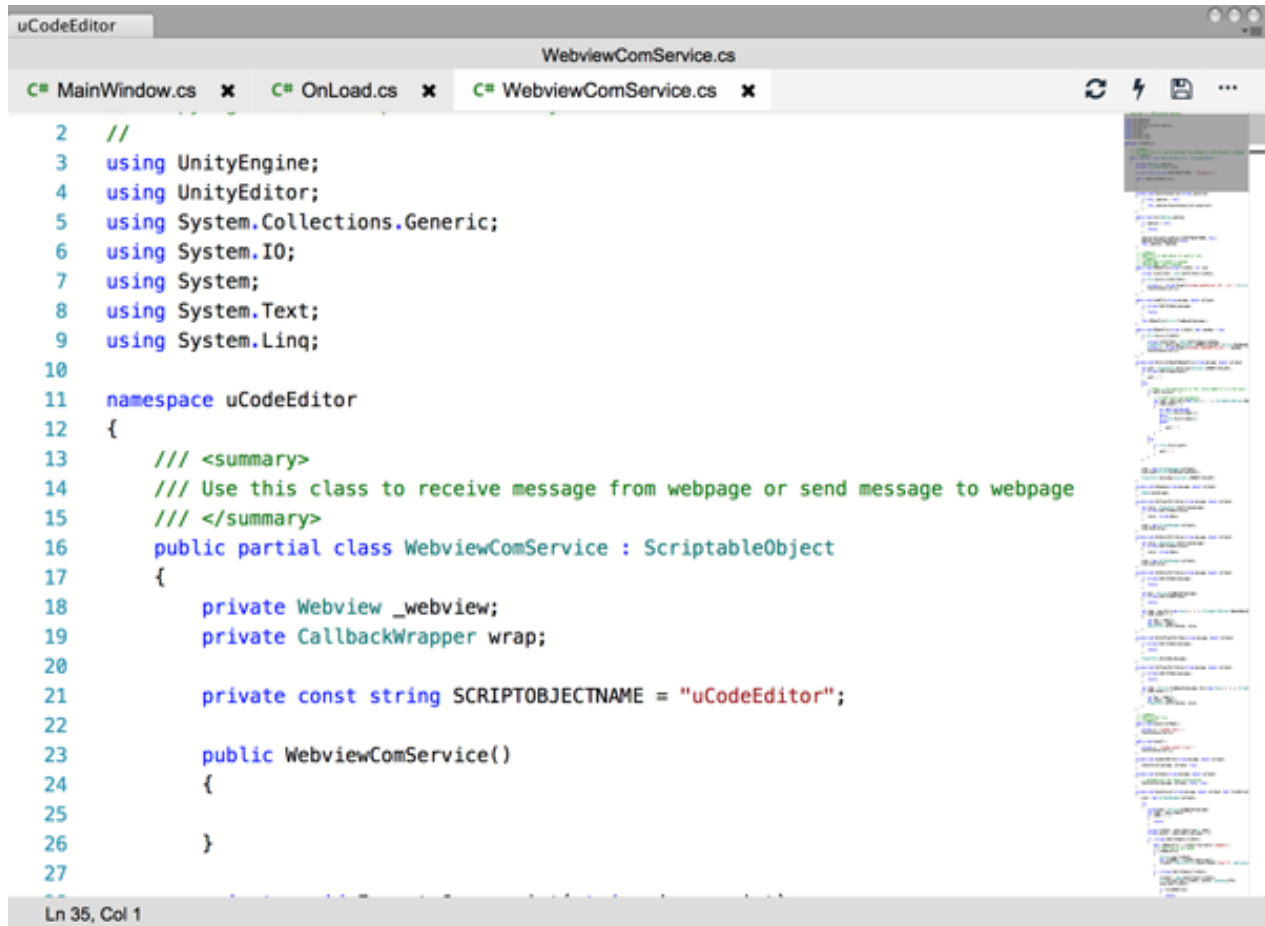 uCodeEditor
WebviewComService.cs
C# MainWindow.cs ✖ C# OnLoad.cs ✖ C# WebviewComService.cs ✖
2 //
3 using UnityEngine;
4 using UnityEditor;
5 using System.Collections.Generic;
6 using System.IO;
7 using System;
8 using System.Text;
9 using System.Linq;
10
11 namespace uCodeEditor
12 {
13 /// <summary>
14 /// Use this class to receive message from webpage or send message to webpage
15 /// </summary>
16 public partial class WebviewComService : ScriptableObject
17 {
18 private Webview _webview;
19 private CallbackWrapper wrap;
20
21 private const string SCRIPTOBJECTNAME = "uCodeEditor";
22
23 public WebviewComService()
24 {
25
26 }
27
Ln 35, Col 1